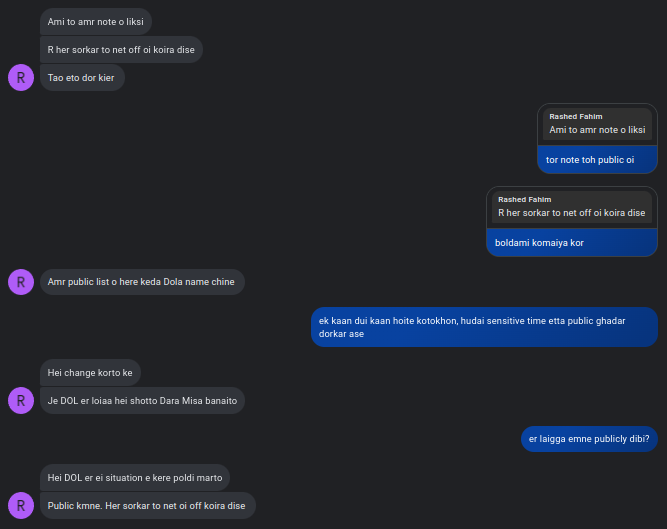 Ami to amr note o liksi
R her sorkar to net off oi koira dise
R
Tao eto dor kier
Rashed Fahim
Ami to amr note o liksi
tor note toh public oi
Rashed Fahim
R her sorkar to net off oi koira dise
boldami komaiya kor
R
Amr public list o here keda Dola name chine
ek kaan dui kaan hoite kotokhon, hudai sensitive time etta public ghadar
dorkar ase
Hei change korto ke
R
Je DOL er loiaa hei shotto Dara Misa banaito
er laigga emne publicly dibi?
Hei DOL er ei situation e kere poldi marto
R
Public kmne. Her sorkar to net oi off koira dise